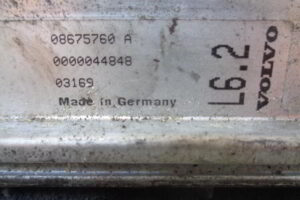 08675760 A
0000044848
03169
Made in Germany
L6.2
VOLVO